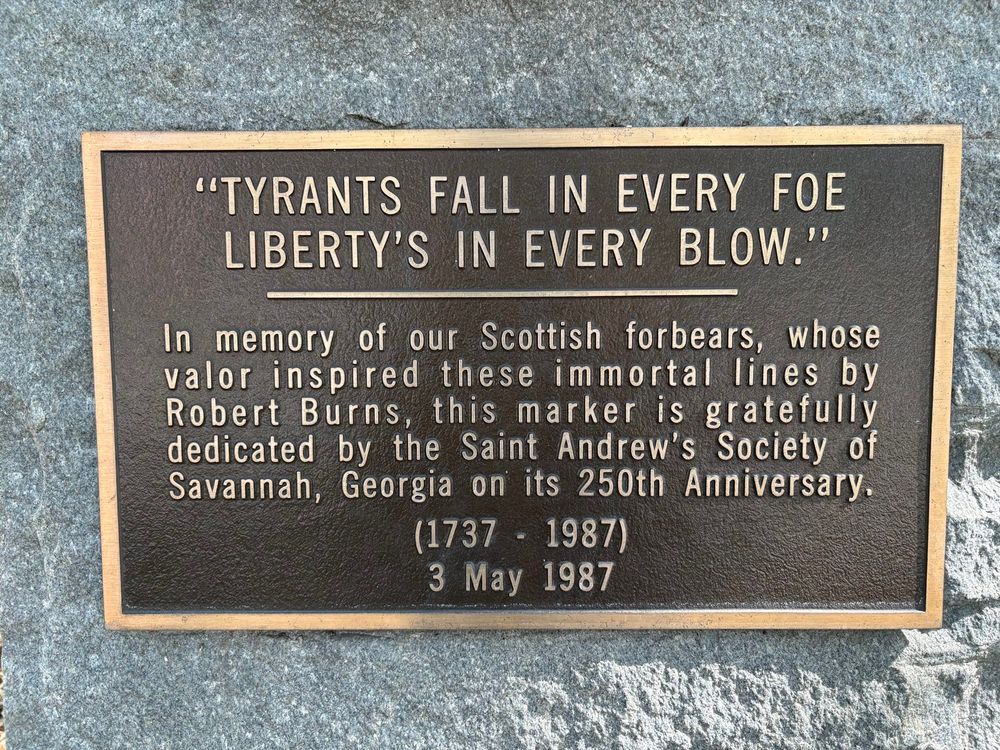 “TYRANTS FALL IN EVERY FOE
LIBERTY’S IN EVERY BLOW.”
In memory of our Scottish forbears, whose
valor inspired these immortal lines by
Robert Burns, this marker is gratefully
dedicated by the Saint Andrew’s Society of
Savannah, Georgia on its 250th Anniversary.
(1737 - 1987)
3 May 1987